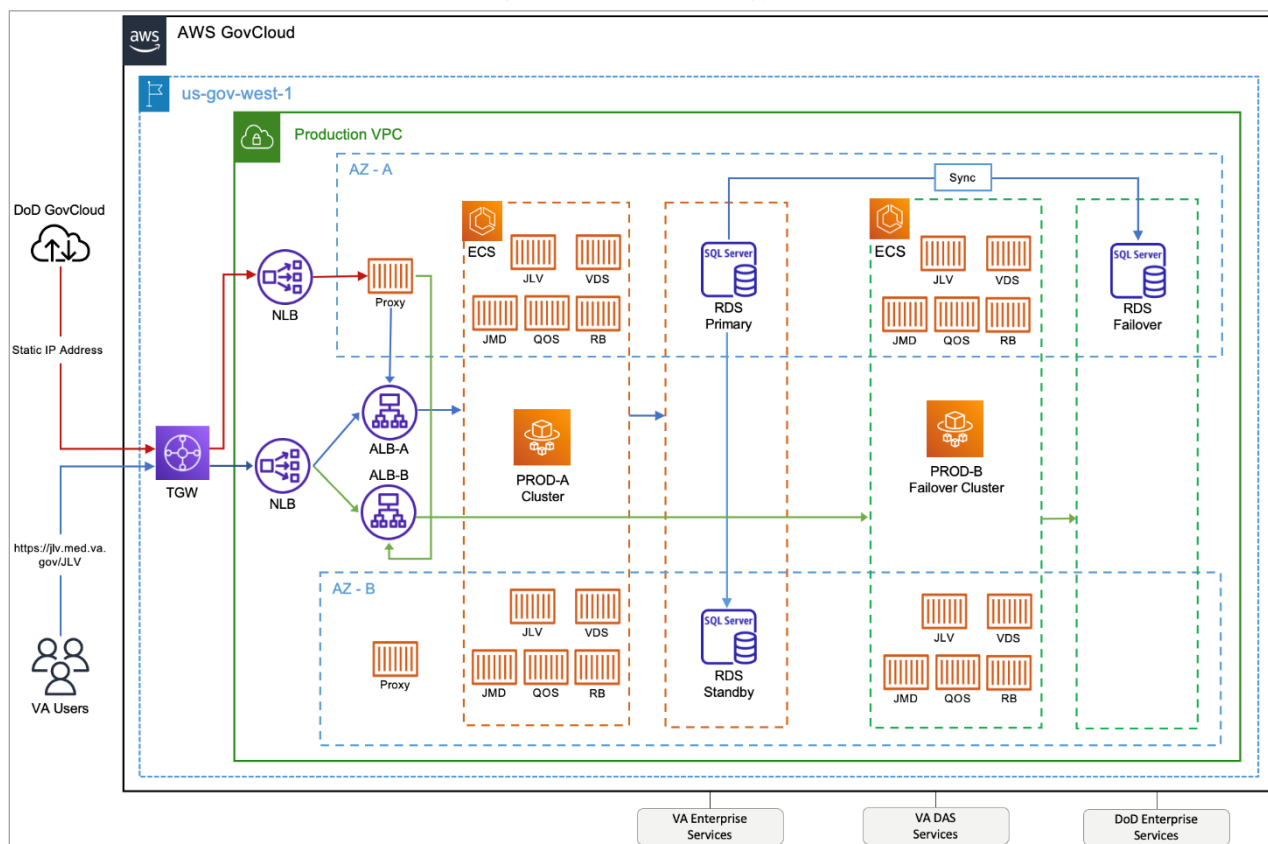 aws
AWS GovCloud
us-gov-west-1
Production VPC
AZ - A
Sync
DoD GovCloud
ECS
JLV
VDS
SQL Server
ECS
JLV
VDS
SQL Server
NLB
Proxy
JMD
QOS
RB
RDS
Primary
JMD
QOS
RB
RDS
Failover
Static IP Address
ALB-A
ALB-B
TGW
NLB
PROD-A
Cluster
PROD-B
Failover Cluster
https://jlv.med.va.
gov/JLV
AZ - B
VA Users
Proxy
JLV
VDS
JMD
QOS
RB
SQL Server
RDS
Standby
JLV
VDS
JMD
QOS
RB
VA Enterprise
Services
VA DAS
Services
DoD Enterprise
Services